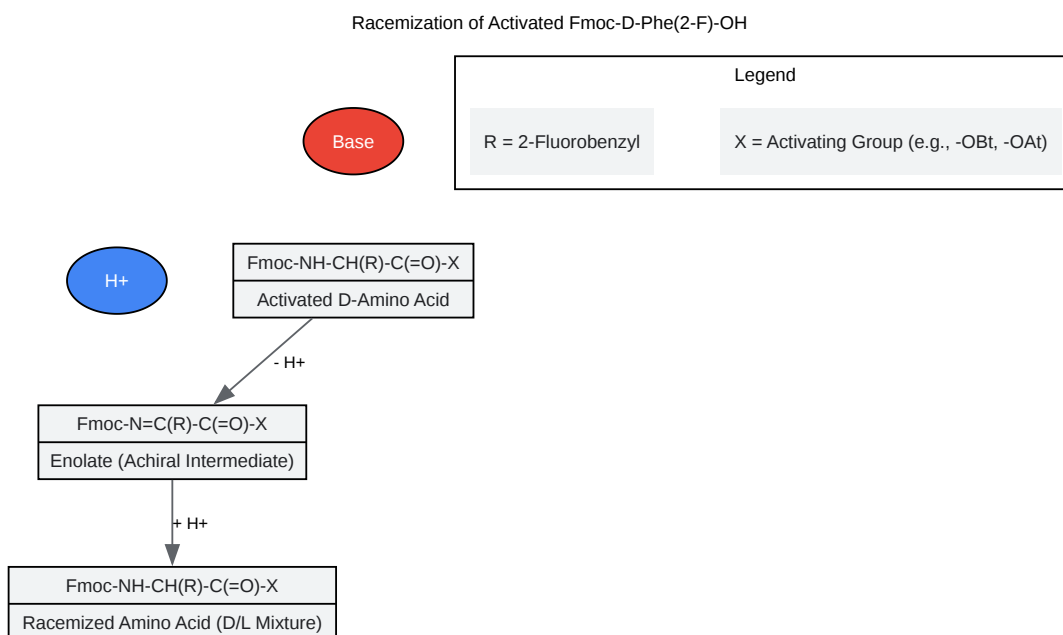 Racemization of Activated Fmoc-D-Phe(2-F)-OH
Legend
Base
R = 2-Fluorobenzyl
X = Activating Group (e.g., -OBt, -OAt)
H+
Fmoc-NH-CH(R)-C(=O)-X
Activated D-Amino Acid
- H+
Fmoc-N=C(R)-C(=O)-X
Enolate (Achiral Intermediate)
+ H+
Fmoc-NH-CH(R)-C(=O)-X
Racemized Amino Acid (D/L Mixture)